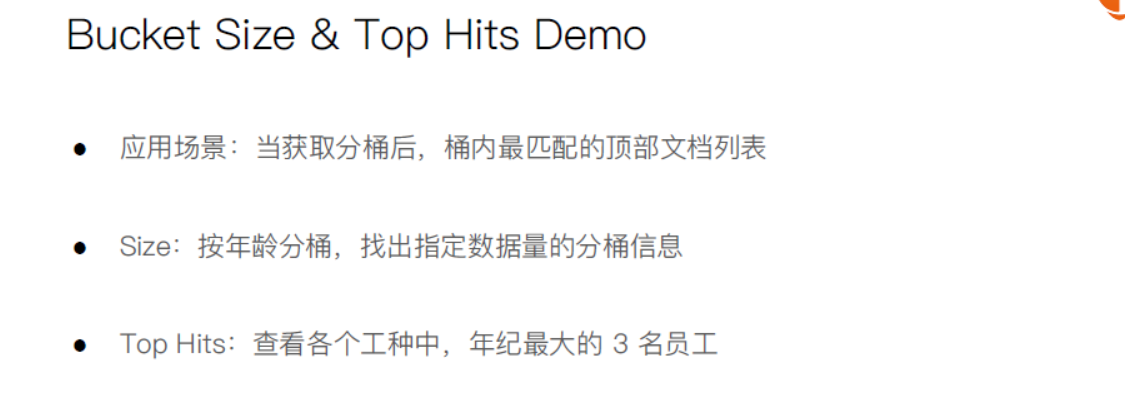 Bucket Size & Top Hits Demo
● 应用场景：当获取分桶后，桶内最匹配的顶部文档列表
● Size：按年龄分桶，找出指定数据量的分桶信息
● Top Hits：查看各个工种中，年纪最大的 3 名员工